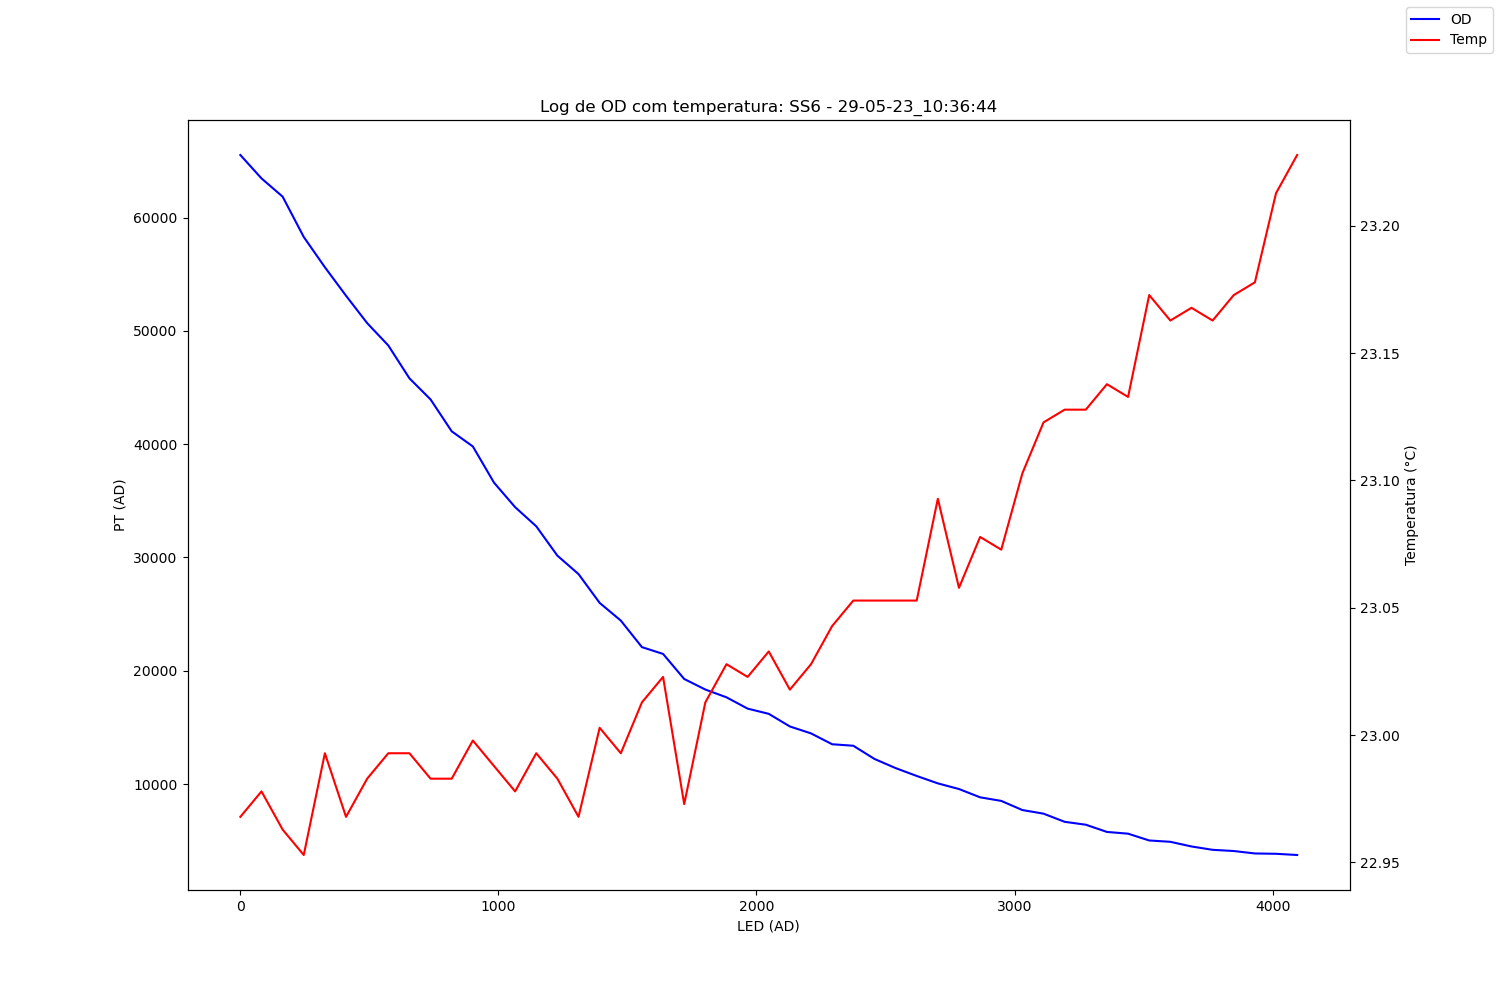 OD
Temp
Log de OD com temperatura: SS6 - 29-05-23_10:36:44
60000
50000
40000
30000
20000
10000
PT (AD)
23.20
23.15
23.10
23.05
23.00
22.95
Temperatura (°C)
0 1000 2000 3000 4000
LED (AD)